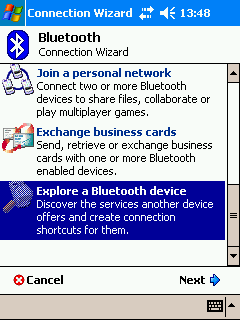 Connection Wizard 13:48
Bluetooth
Connection Wizard
Join a personal network
Connect two or more Bluetooth
devices to share files, collaborate or
play multiplayer games.
Exchange business cards
Send, retrieve or exchange business
cards with one or more Bluetooth
enabled devices.
Explore a Bluetooth device
Discover the services another device
offers and create connection
shortcuts for them.
Cancel Next